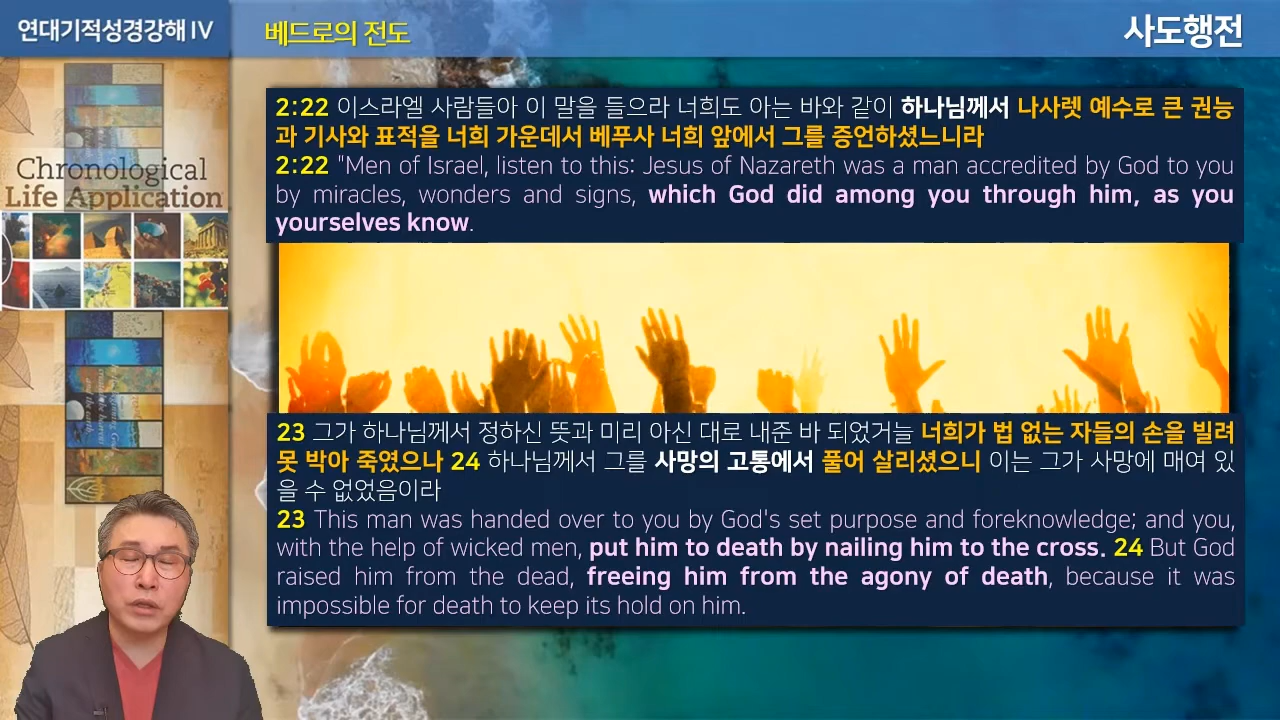 연대기적성경강해 IV
베드로의 전도
사도행전
Chronological
Life Application
2:22 이스라엘 사람들아 이 말을 들으라 너희도 아는 바와 같이 하나님께서 나사렛 예수로 큰 권능
과 기사와 표적을 너희 가운데서 베푸사 너희 앞에서 그를 증언하셨느니라
2:22 "Men of Israel, listen to this: Jesus of Nazareth was a man accredited by God to you
by miracles, wonders and signs, which God did among you through him, as you
yourselves know.
23 그가 하나님께서 정하신 뜻과 미리 아신 대로 내준 바 되었거늘 너희가 법 없는 자들의 손을 빌려
못 박아 죽였으나 24 하나님께서 그를 사망의 고통에서 풀어 살리셨으니 이는 그가 사망에 매여 있
을 수 없었음이라
23 This man was handed over to you by God's set purpose and foreknowledge; and you,
with the help of wicked men, put him to death by nailing him to the cross. 24 But God
raised him from the dead, freeing him from the agony of death, because it was
impossible for death to keep its hold on him.